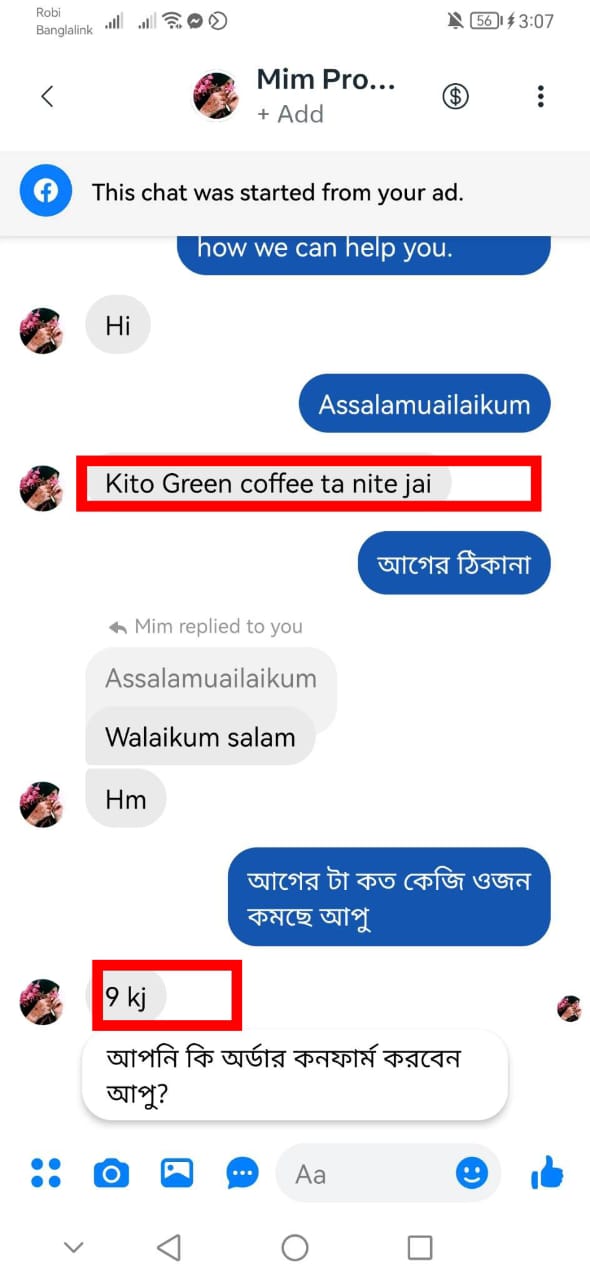 Robi
Banglalink
56
3:07
Mim Pro...
+ Add
This chat was started from your ad.
how we can help you.
Hi
Assalamuailaikum
Kito Green coffee ta nite jai
আগের ঠিকানা
Mim replied to you
Assalamuailaikum
Walaikum salam
Hm
আগের টা কত কেজি ওজন
কমছে আপু
9 kj
আপনি কি অর্ডার কনফার্ম করবেন
আপু?
Aa